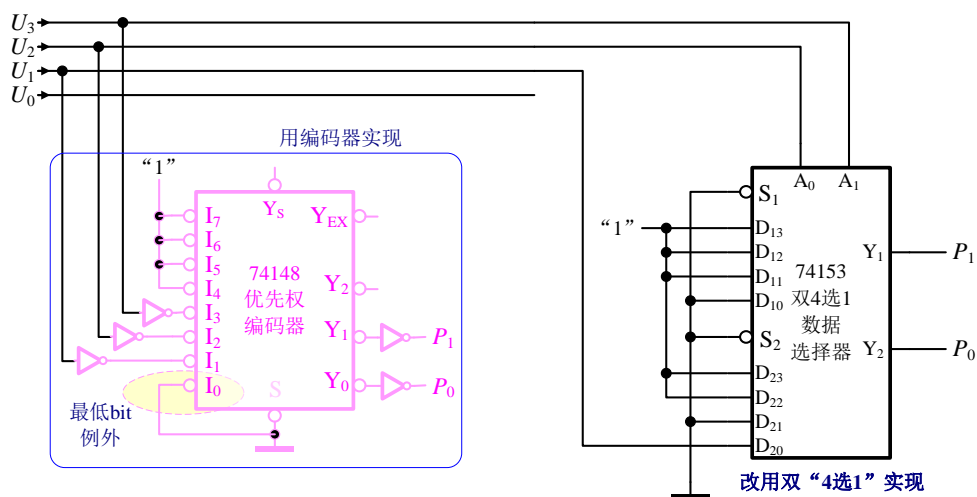 U₃
U₂
U₁
U₀
用编码器实现
“1”
Y_S
I₇
I₆
I₅
I₄
I₃
I₂
I₁
I₀
Y_EX
Y₂
Y₁
Y₀
74148
优先权
编码器
S
P₁
P₀
最低bit
例外
A₀
A₁
S₁
“1”
D₁₃
D₁₂
D₁₁
D₁₀
S₂
D₂₃
D₂₂
D₂₁
D₂₀
74153
双4选1
数据
选择器
Y₁
Y₂
P₁
P₀
改用双“4选1”实现